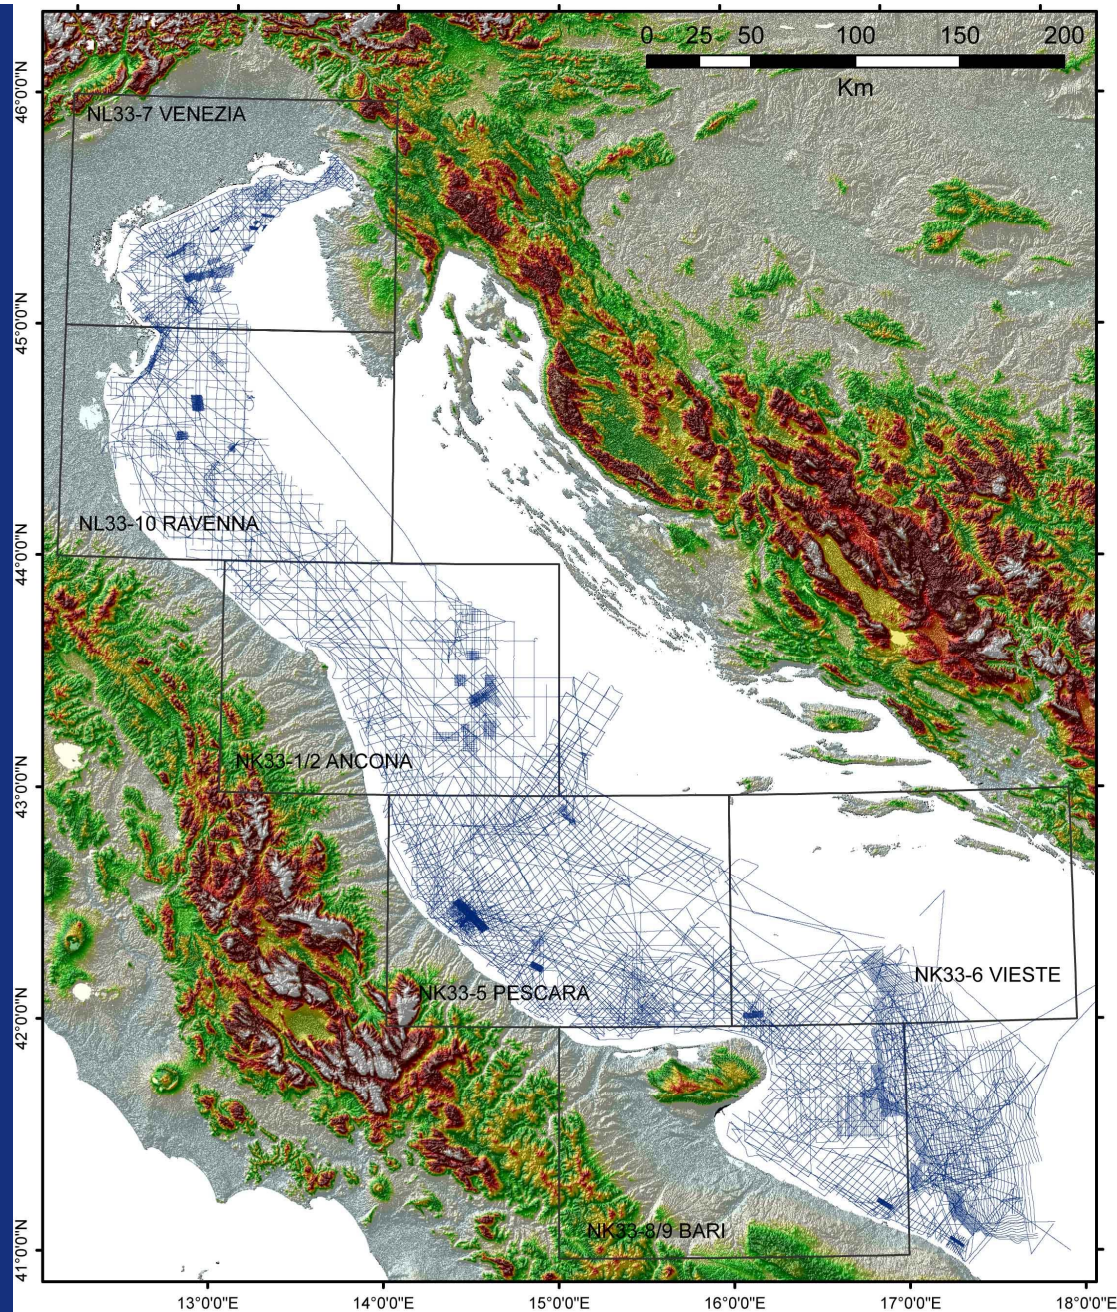 0 25 50 100 150 200
Km
46°0'0"N
NL33-7 VENEZIA
45°0'0"N
NL33-10 RAVENNA
44°0'0"N
NK33-1/2 ANCONA
43°0'0"N
NK33-6 VIESTE
NK33-5 PESCARA
42°0'0"N
NK33-8/9 BARI
41°0'0"N
13°0'0"E 14°0'0"E 15°0'0"E 16°0'0"E 17°0'0"E 18°0'0"E